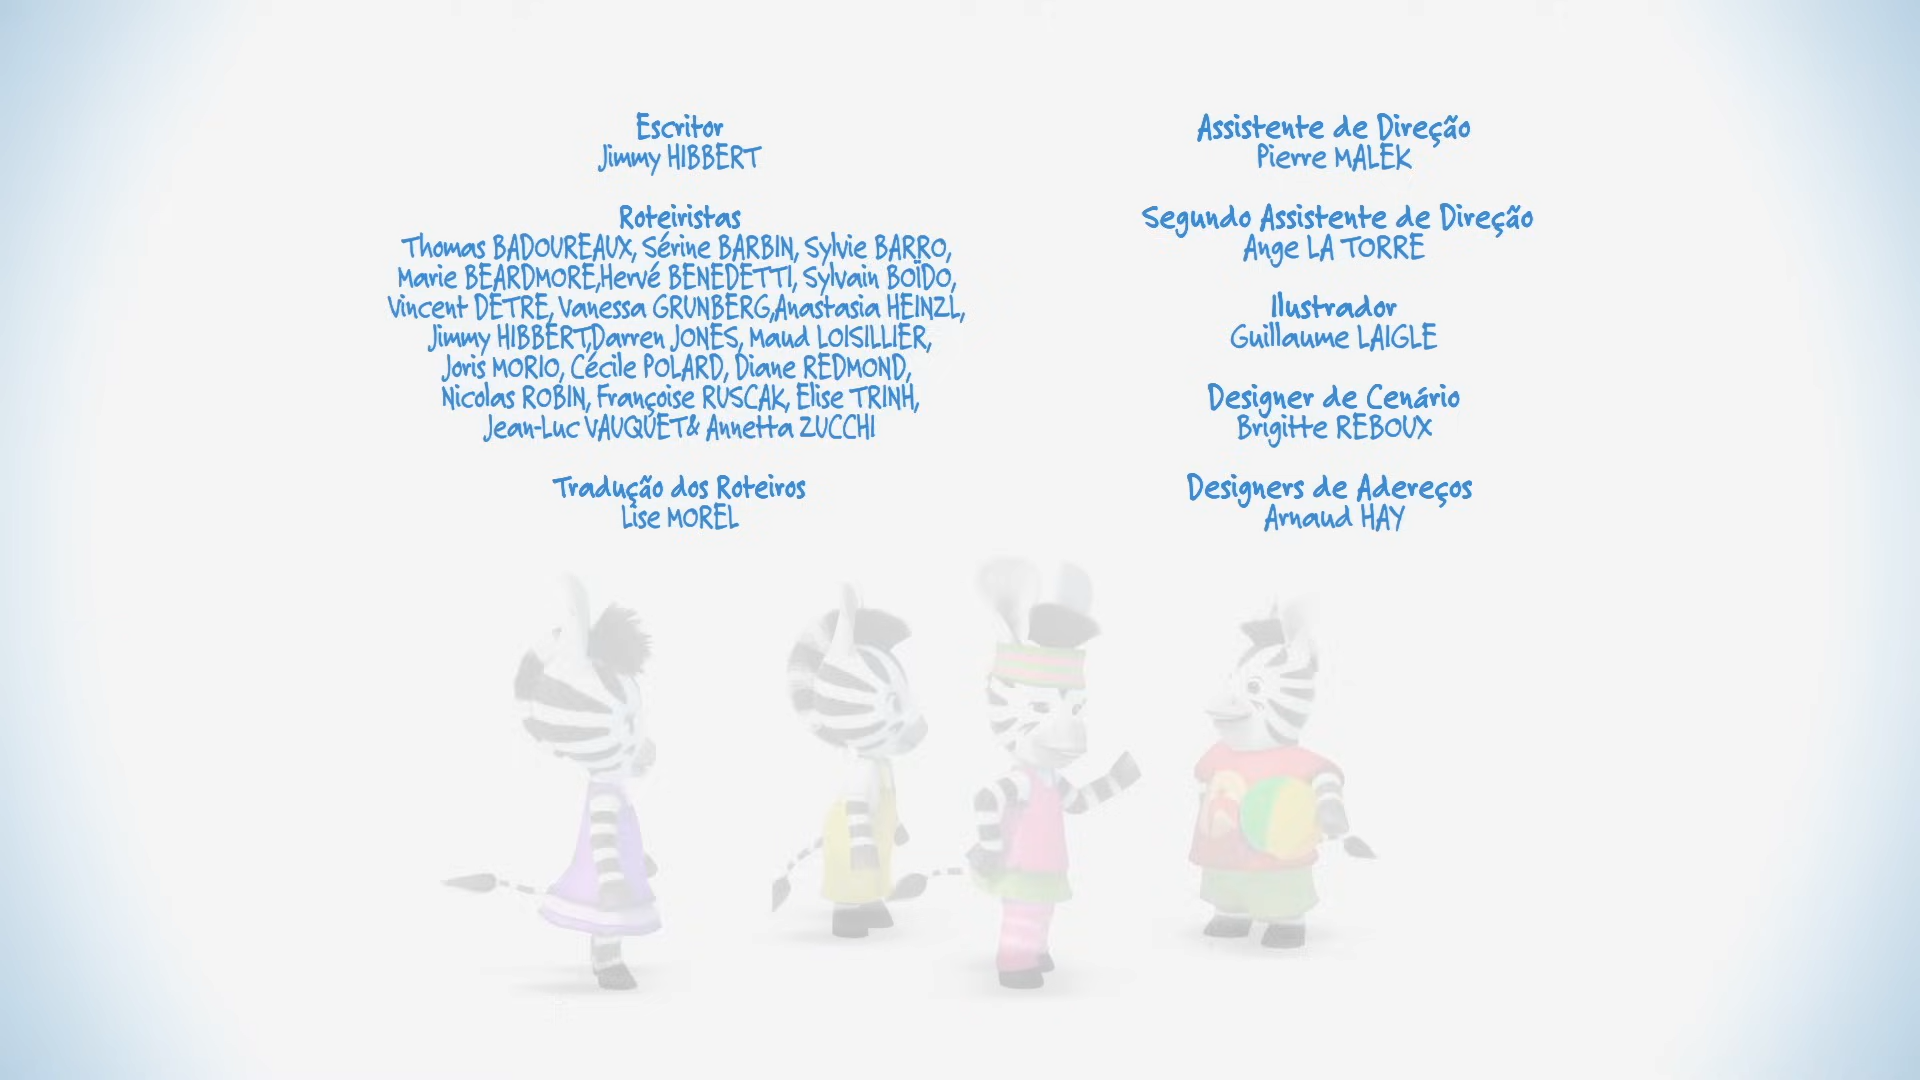 Escritor
Jimmy HIBBERT
Roteiristas
Thomas BADOUREAUX, Sérine BARBIN, Sylvie BARRO,
Marie BEARDMORE,Hervé BENEDETTI, Sylvain BOÏDO,
Vincent DETRE, Vanessa GRUNBERG,Anastasia HEINZL,
Jimmy HIBBERT,Darren JONES, Maud LOISILLIER,
Joris MORIO, Cécile POLARD, Diane REDMOND,
Nicolas ROBIN, Françoise RUSCAK, Elise TRINH,
Jean-Luc VAUQUET& Annetta ZUCCHI
Tradução dos Roteiros
Lise MOREL
Assistente de Direção
Pierre MALEK
Segundo Assistente de Direção
Ange LA TORRE
Ilustrador
Guillaume LAIGLE
Designer de Cenário
Brigitte REBOUX
Designers de Adereços
Arnaud HAY